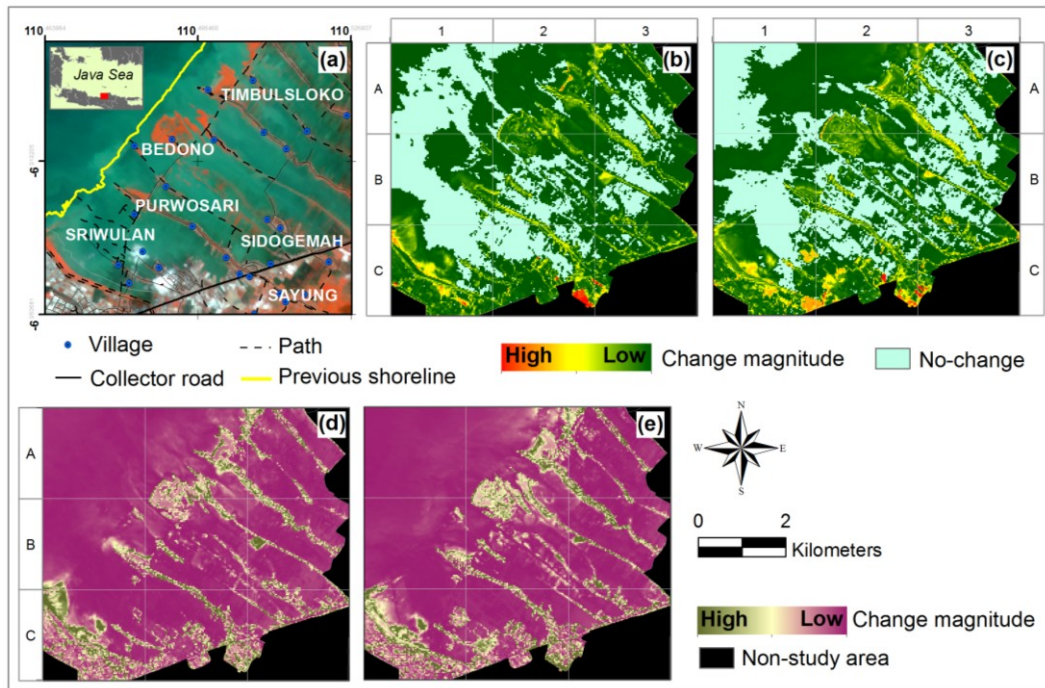 110
110
110
110
(a)
Java Sea
TIMBULSLOKO
BEDONO
PURWOSARI
SRIWULAN
SIDOGEMAH
SAYUNG
-6
-6
1
2
3
A
B
C
(b)
1
2
3
(c)
A
B
C
Village
Path
Collector road
Previous shoreline
High
Low
Change magnitude
No-change
A
B
C
(d)
(e)
N
W
E
S
0
2
Kilometers
High
Low
Change magnitude
Non-study area